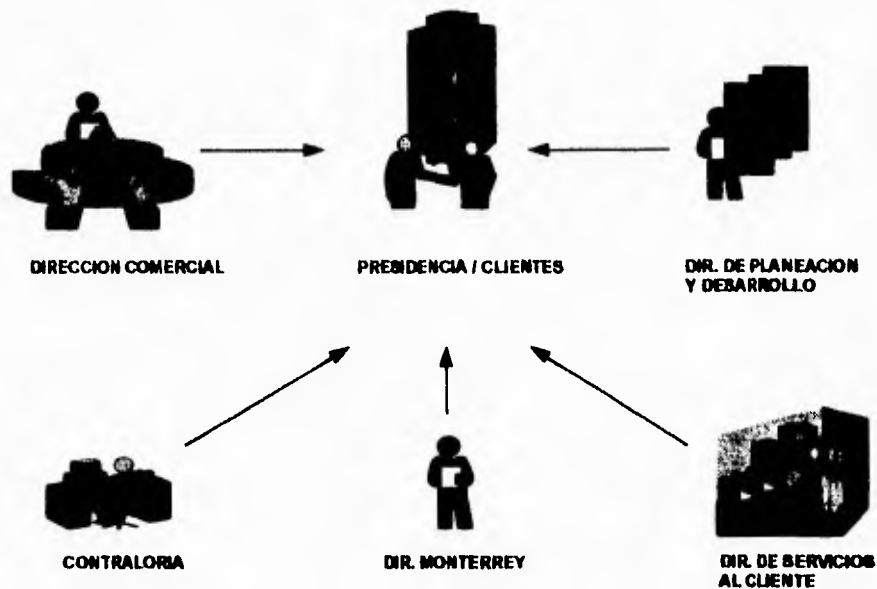 DIRECCION COMERCIAL
PRESIDENCIA / CLIENTES
DIR. DE PLANEACION
Y DESARROLLO
CONTRALORIA
DIR. MONTERREY
DIR. DE SERVICIOS
AL CLIENTE